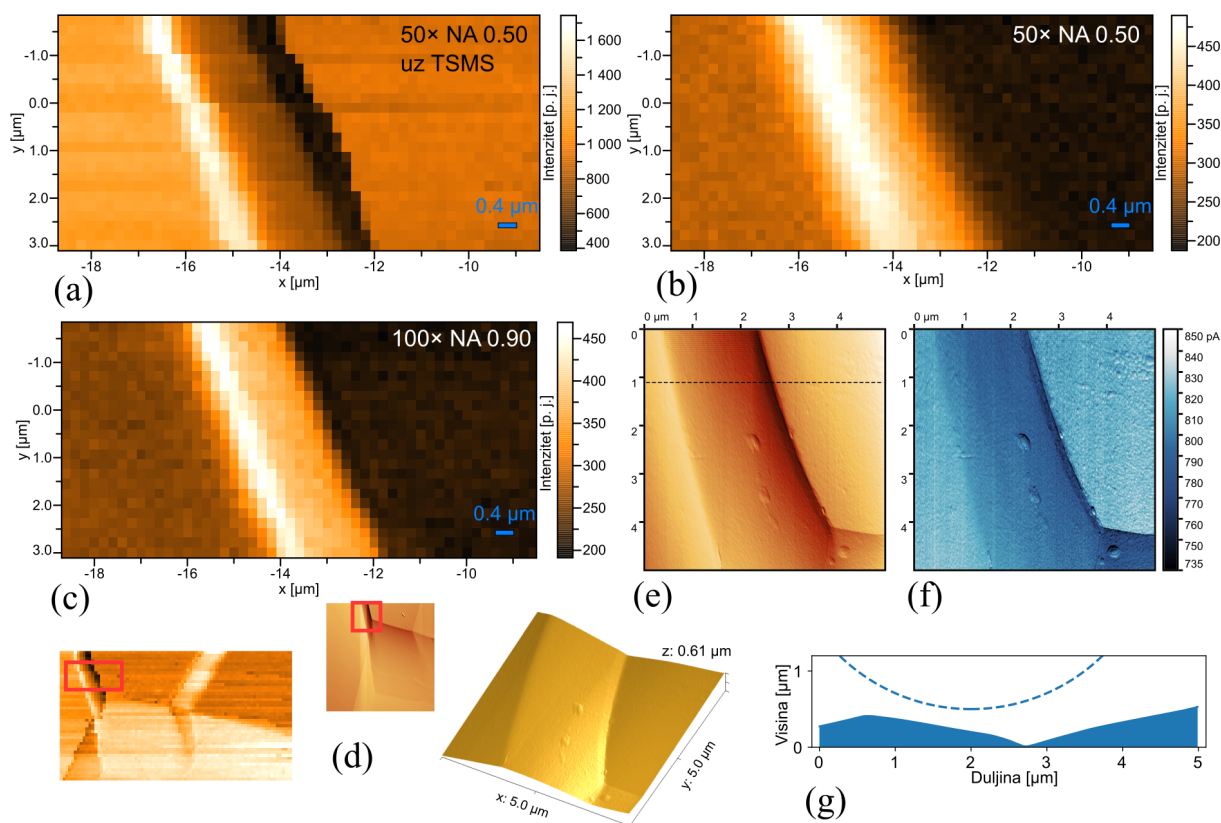 50× NA 0.50
uz TSMS
-1.0
0.0
1.0
2.0
3.0
y [µm]
-18
-16
-14
-12
-10
x [µm]
0.4 µm
1 600
1 400
1 200
1 000
800
600
400
Intenzitet [p. j.]
(a)
50× NA 0.50
-1.0
0.0
1.0
2.0
3.0
y [µm]
-18
-16
-14
-12
-10
x [µm]
0.4 µm
450
400
350
300
250
200
Intenzitet [p. j.]
(b)
100× NA 0.90
-1.0
0.0
1.0
2.0
3.0
y [µm]
-18
-16
-14
-12
-10
x [µm]
0.4 µm
450
400
350
300
250
200
Intenzitet [p. j.]
(c)
0 µm
1
2
3
4
0
1
2
3
4
(e)
0 µm
1
2
3
4
0
1
2
3
4
850 pA
840
830
820
810
800
790
780
770
760
750
735
(f)
(d)
z: 0.61 µm
y: 5.0 µm
x: 5.0 µm
Visina [µm]
1
0
0
1
2
3
4
5
Duljina [µm]
(g)